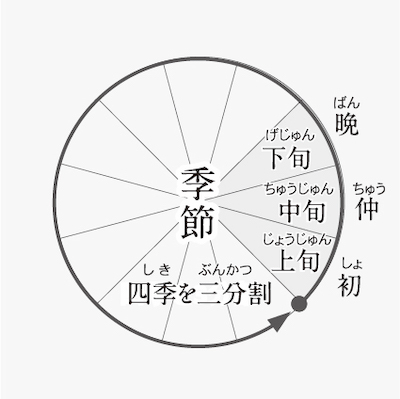 ばん
晩
げじゅん
下旬
ちゅうじゅん
中旬
ちゅう
仲
じょうじゅん
上旬
しょ
初
季節
しき ぶんかつ
四季を三分割